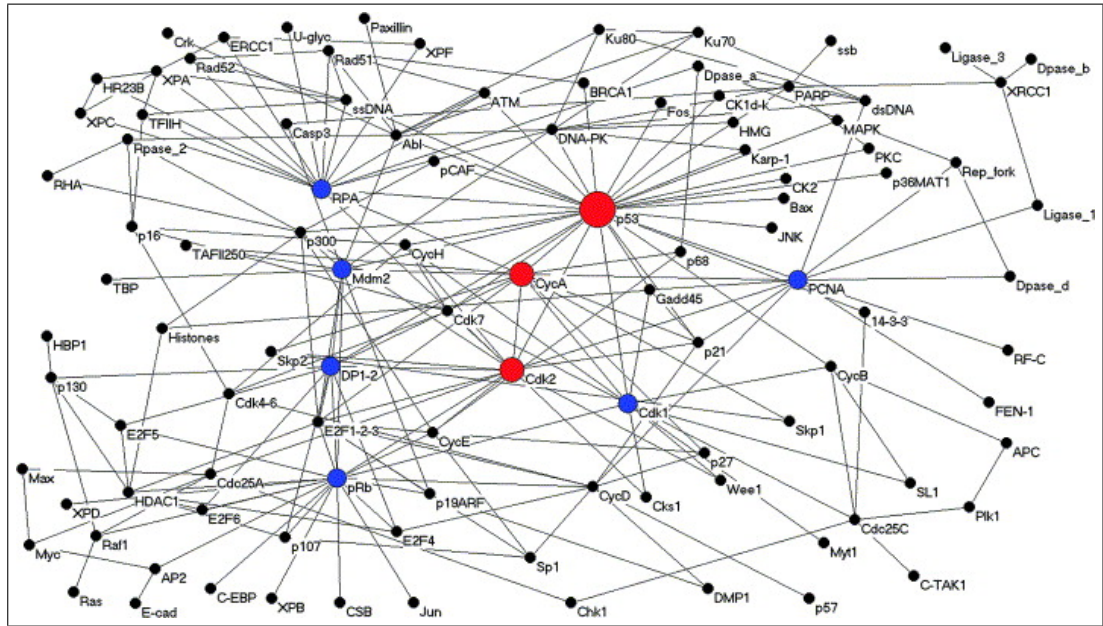 Paxillin
Crk
ERCC1
U-glyc
XPF
Ku80
Ku70
ssb
Ligase_3
Dpase_b
Rad52
Rad51
HR23B
XPA
ATM
BRCA1
Dpase_a
PARP
XRCC1
ssDNA
Fos
CK1d-k
dsDNA
XPC
TFIIH
Casp3
Abl
DNA-PK
HMG
MAPK
Rpase_2
pCAF
Karp-1
PKC
Rep_fork
RHA
RPA
CK2
p36MAT1
Bax
p53
Ligase_1
p16
p300
JNK
TAFII250
CycH
p68
TBP
Mdm2
CycA
Gadd45
PCNA
Dpase_d
Cdk7
14-3-3
Histones
HBP1
Skp2
p21
RF-C
p130
DP1-2
Cdk2
CycB
Cdk4-6
Cdk1
FEN-1
E2F5
E2F1-2-3
CycE
Skp1
APC
Max
Cdc25A
pRb
p27
Wee1
SL1
XPD
HDAC1
p19ARF
CycD
Cks1
Plk1
E2F6
Cdc25C
Myc
Raf1
p107
E2F4
Sp1
Myt1
AP2
C-TAK1
Ras
E-cad
C-EBP
XPB
CSB
Jun
Chk1
DMP1
p57